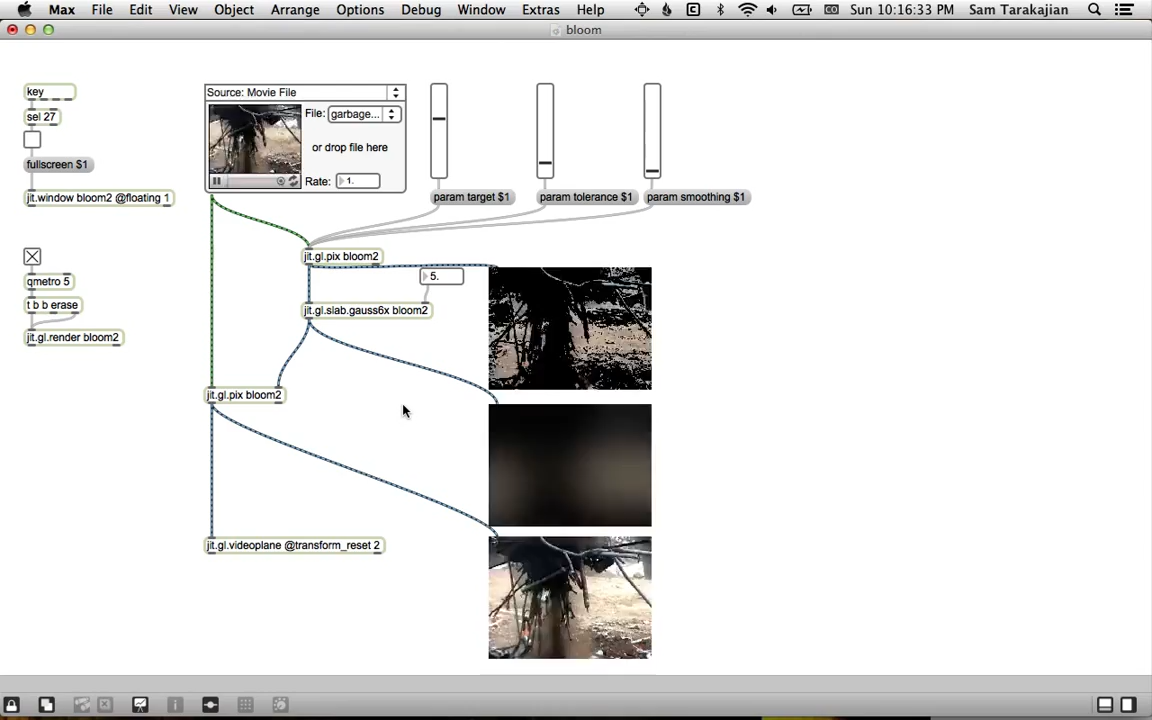 Max File Edit View Object Arrange Options Debug Window Extras Help Sun 10:16:33 PM Sam Tarakajian
bloom
key
sel 27
fullscreen $1
jit.window bloom2 @floating 1
qmetro 5
t b b erase
jit.gl.render bloom2
Source: Movie File
File: garbage...
or drop file here
Rate: 1.
param target $1
param tolerance $1
param smoothing $1
jit.gl.pix bloom2
5.
jit.gl.slab.gauss6x bloom2
jit.gl.pix bloom2
jit.gl.videoplane @transform_reset 2